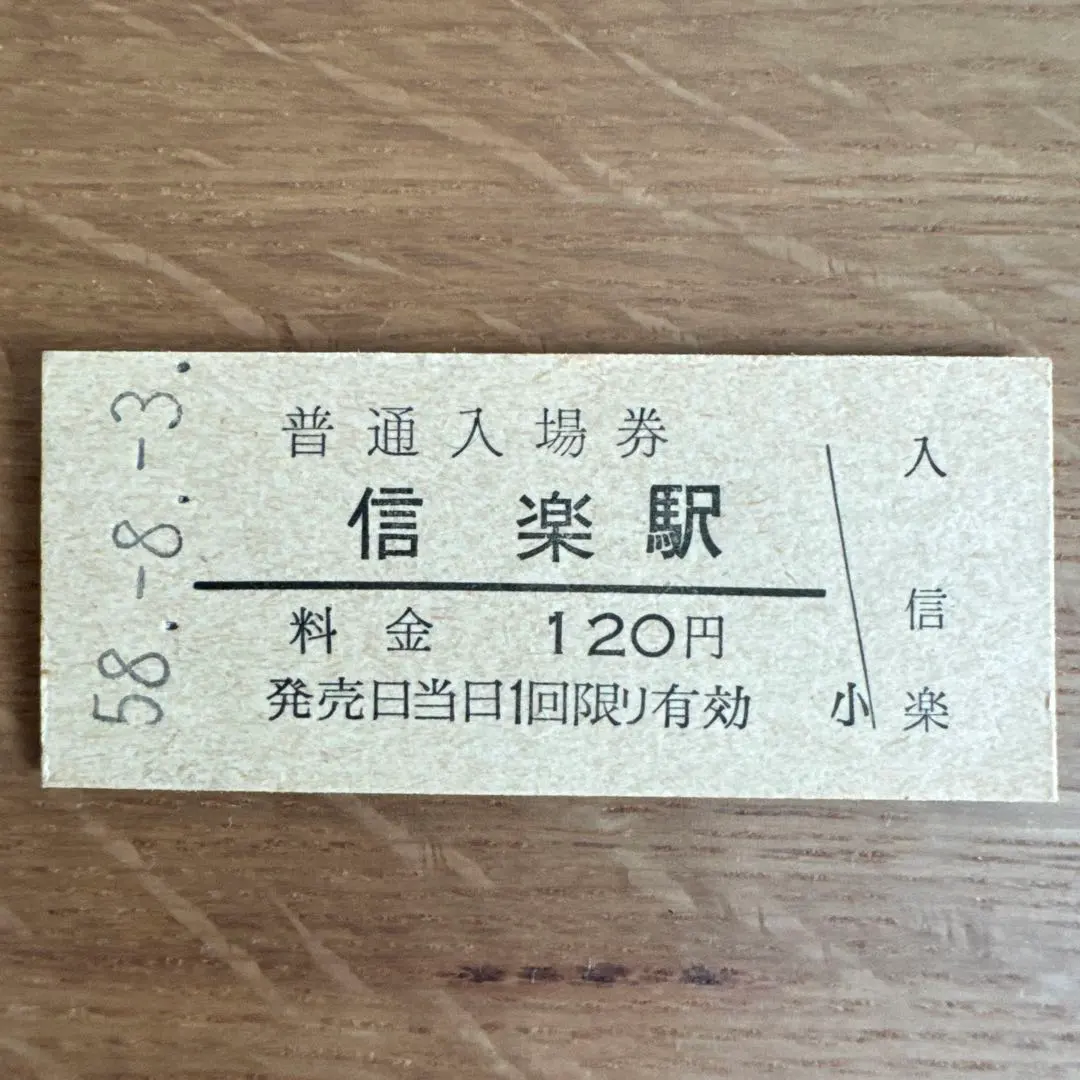 58.-8.-3.
普通入場券
信楽駅
料金 120円
発売日当日1回限り有効
小
入
信
楽